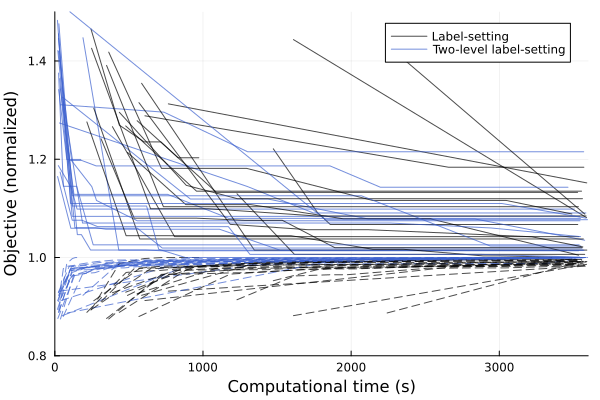 Objective (normalized)
1.4
1.2
1.0
0.8
Label-setting
Two-level label-setting
0
1000
2000
3000
Computational time (s)